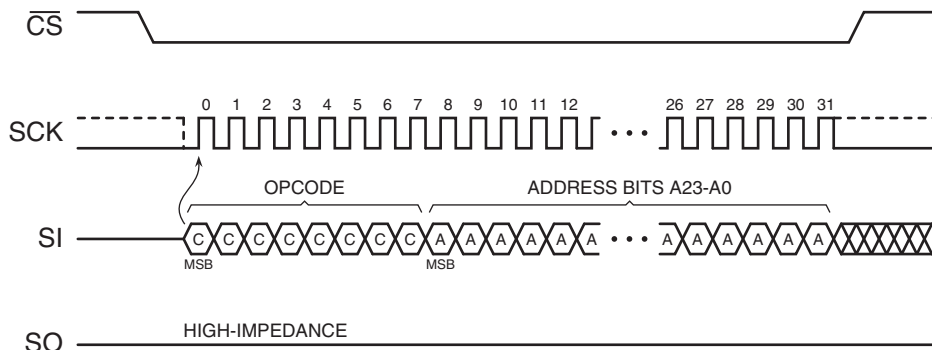 CS
0 1 2 3 4 5 6 7 8 9 10 11 12 26 27 28 29 30 31
SCK
• • •
OPCODE ADDRESS BITS A23-A0
SI C C C C C C C C A A A A A A • • • A A A A A A
MSB MSB
HIGH-IMPEDANCE
SO